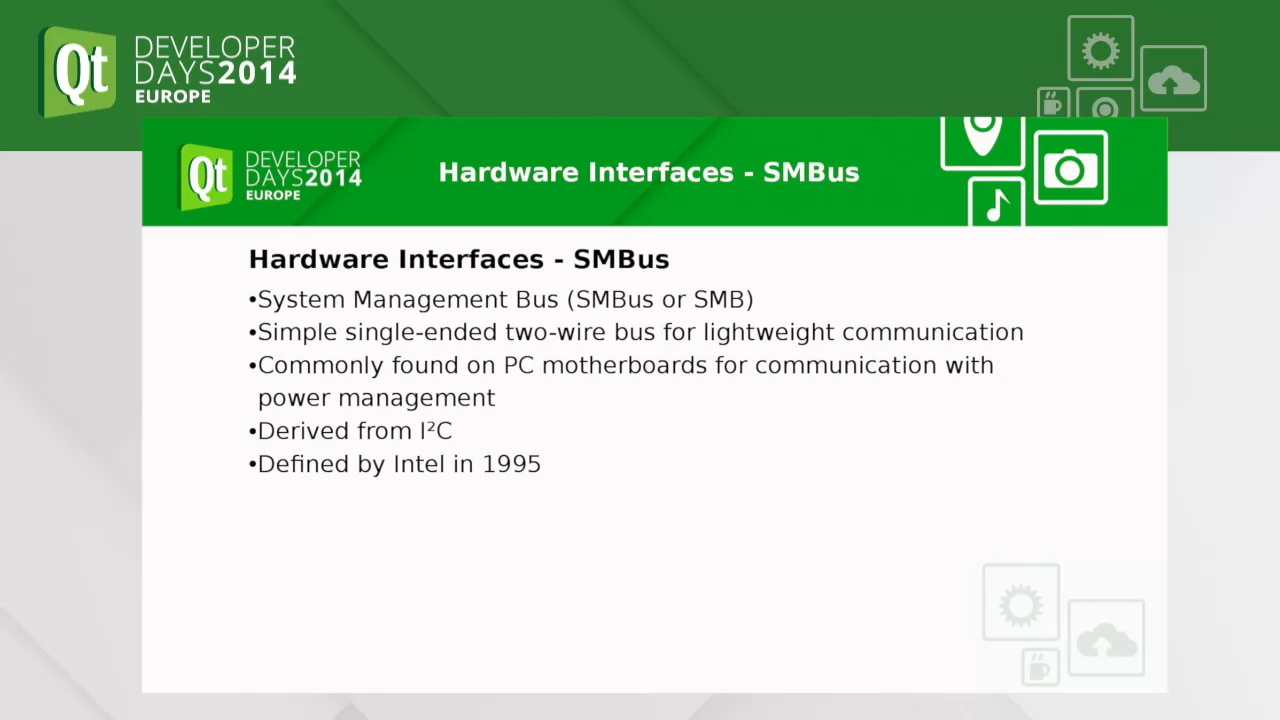 Qt DEVELOPER
DAYS2014
EUROPE
Qt DEVELOPER
DAYS2014
EUROPE
Hardware Interfaces - SMBus
Hardware Interfaces - SMBus
•System Management Bus (SMBus or SMB)
•Simple single-ended two-wire bus for lightweight communication
•Commonly found on PC motherboards for communication with
power management
•Derived from I²C
•Defined by Intel in 1995